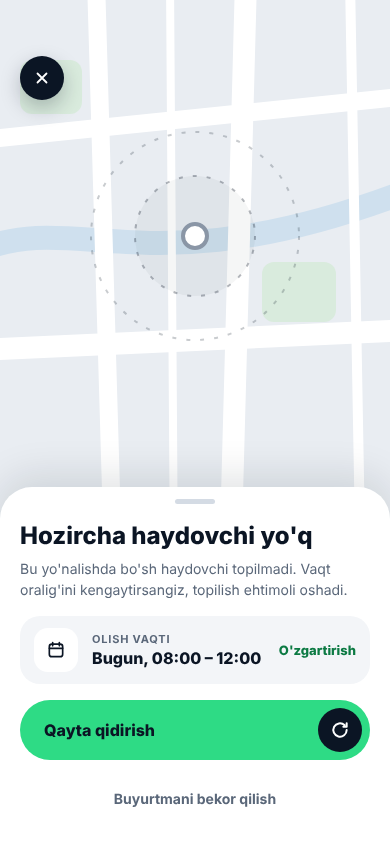 Hozircha haydovchi yo'q
Bu yo'nalishda bo'sh haydovchi topilmadi. Vaqt
oralig'ini kengaytirsangiz, topilish ehtimoli oshadi.
OLISH VAQTI
Bugun, 08:00 – 12:00
O'zgartirish
Qayta qidirish
Buyurtmani bekor qilish